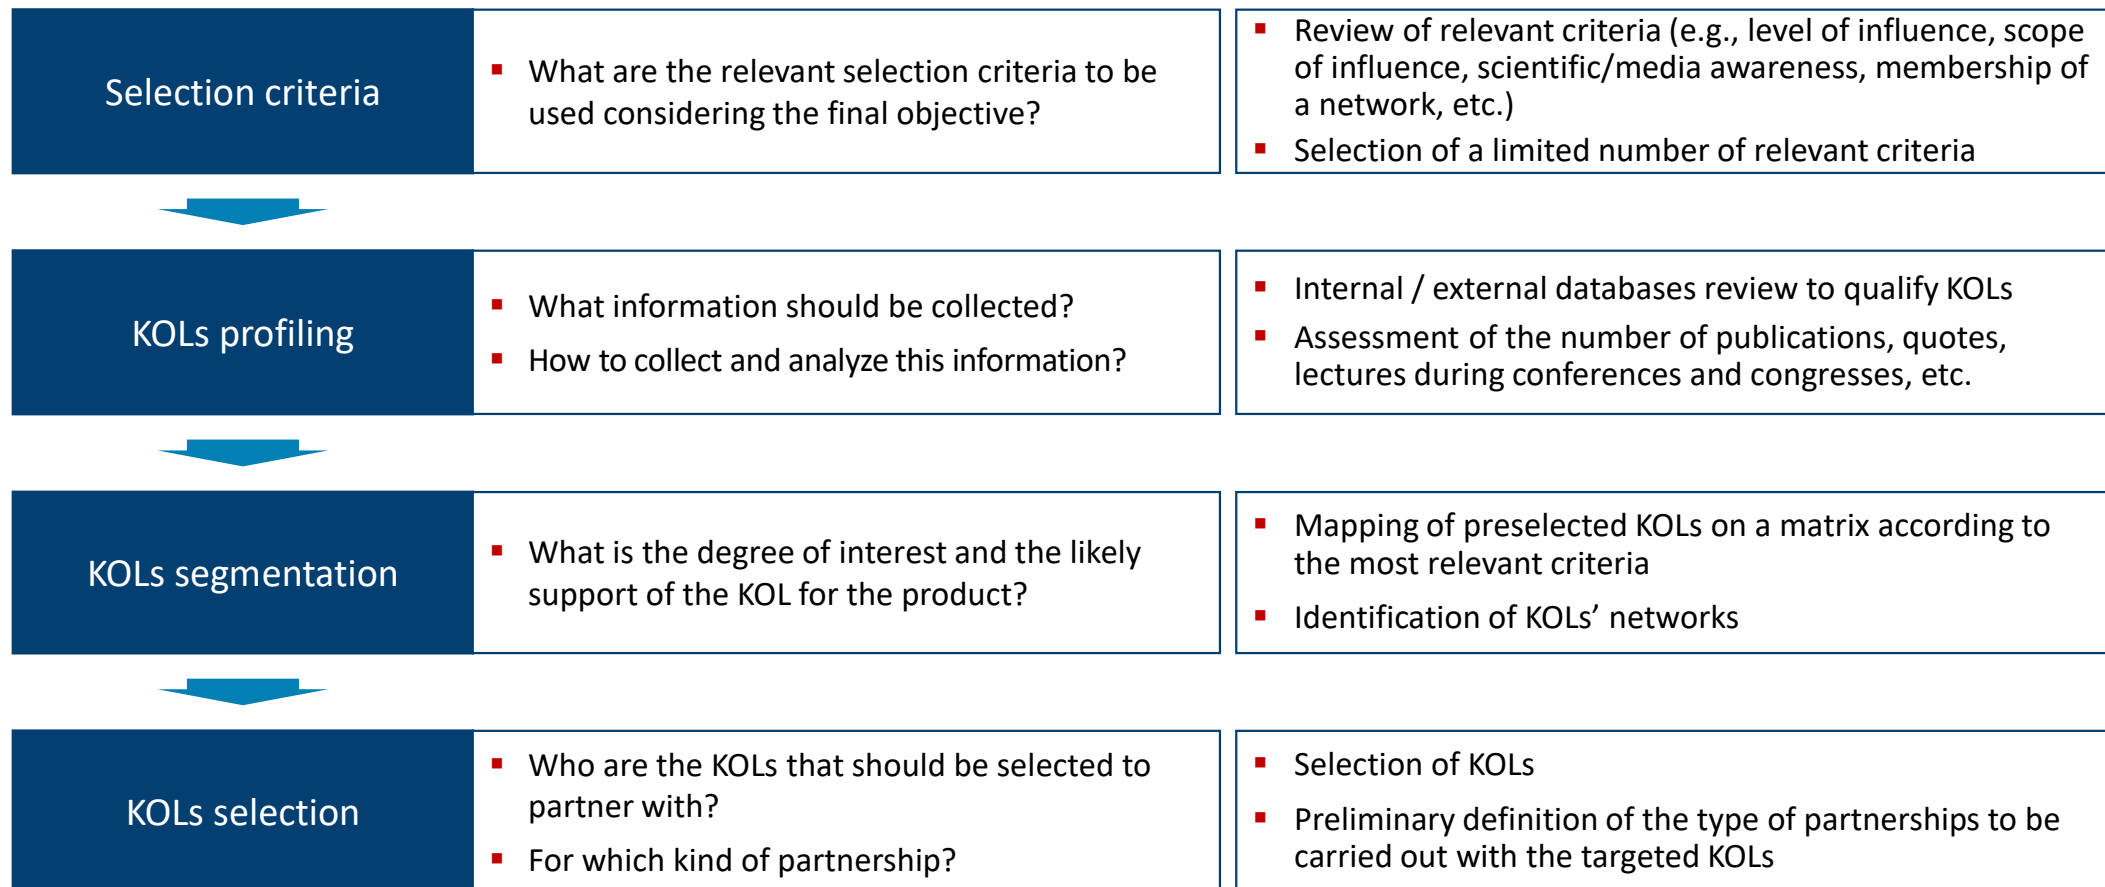 Selection criteria
▪ What are the relevant selection criteria to be
used considering the final objective?
▪ Review of relevant criteria (e.g., level of influence, scope
of influence, scientific/media awareness, membership of
a network, etc.)
▪ Selection of a limited number of relevant criteria
KOLs profiling
▪ What information should be collected?
▪ How to collect and analyze this information?
▪ Internal / external databases review to qualify KOLs
▪ Assessment of the number of publications, quotes,
lectures during conferences and congresses, etc.
KOLs segmentation
▪ What is the degree of interest and the likely
support of the KOL for the product?
▪ Mapping of preselected KOLs on a matrix according to
the most relevant criteria
▪ Identification of KOLs’ networks
KOLs selection
▪ Who are the KOLs that should be selected to
partner with?
▪ For which kind of partnership?
▪ Selection of KOLs
▪ Preliminary definition of the type of partnerships to be
carried out with the targeted KOLs